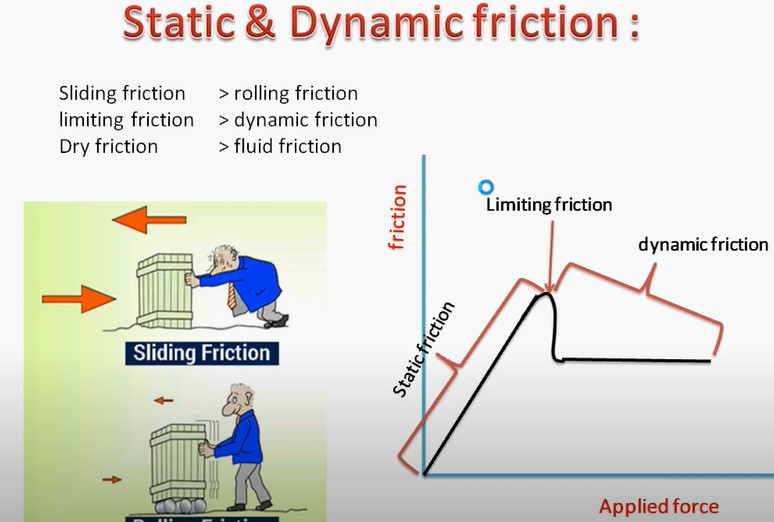 Static & Dynamic friction :
Sliding friction > rolling friction
limiting friction > dynamic friction
Dry friction > fluid friction
friction
Limiting friction
dynamic friction
Static friction
Sliding Friction
Applied force